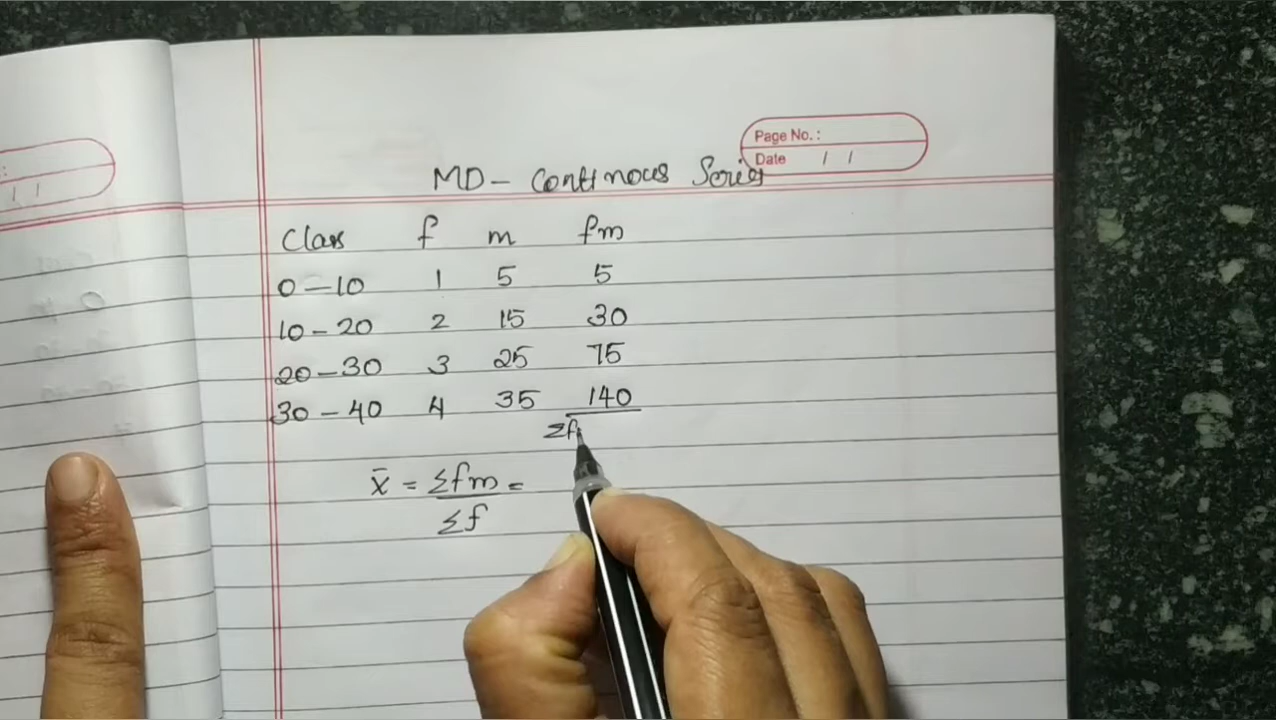 Page No. :
Date / /
MD - Continous Series
Class f m fm
0-10 1 5 5
10-20 2 15 30
20-30 3 25 75
30-40 4 35 140
Σf
x̄ = Σfm =
Σf